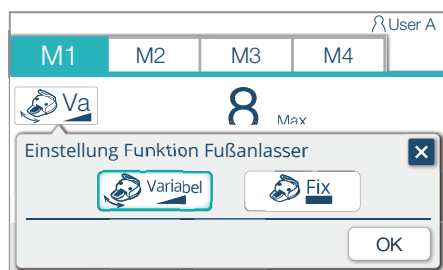 User A
M1 M2 M3 M4
Va 8 Max
Einstellung Funktion Fußanlasser
Variabel Fix
OK